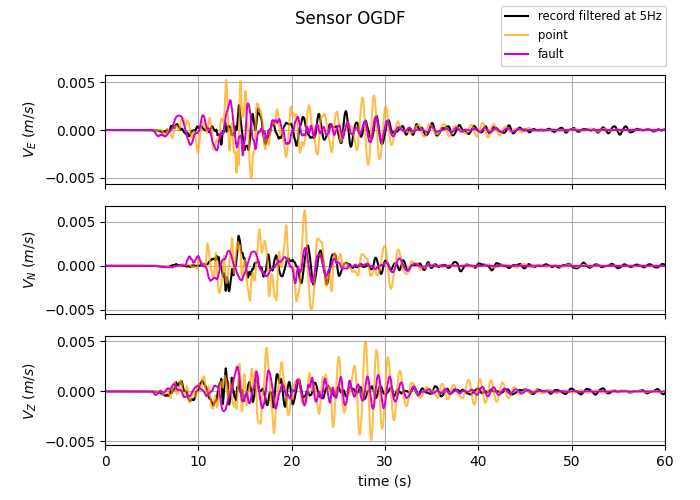 Sensor OGDF
record filtered at 5Hz
point
fault
0.005
0.000
−0.005
V_E (m/s)
0.005
0.000
−0.005
V_N (m/s)
0.005
0.000
−0.005
V_Z (m/s)
0 10 20 30 40 50 60
time (s)